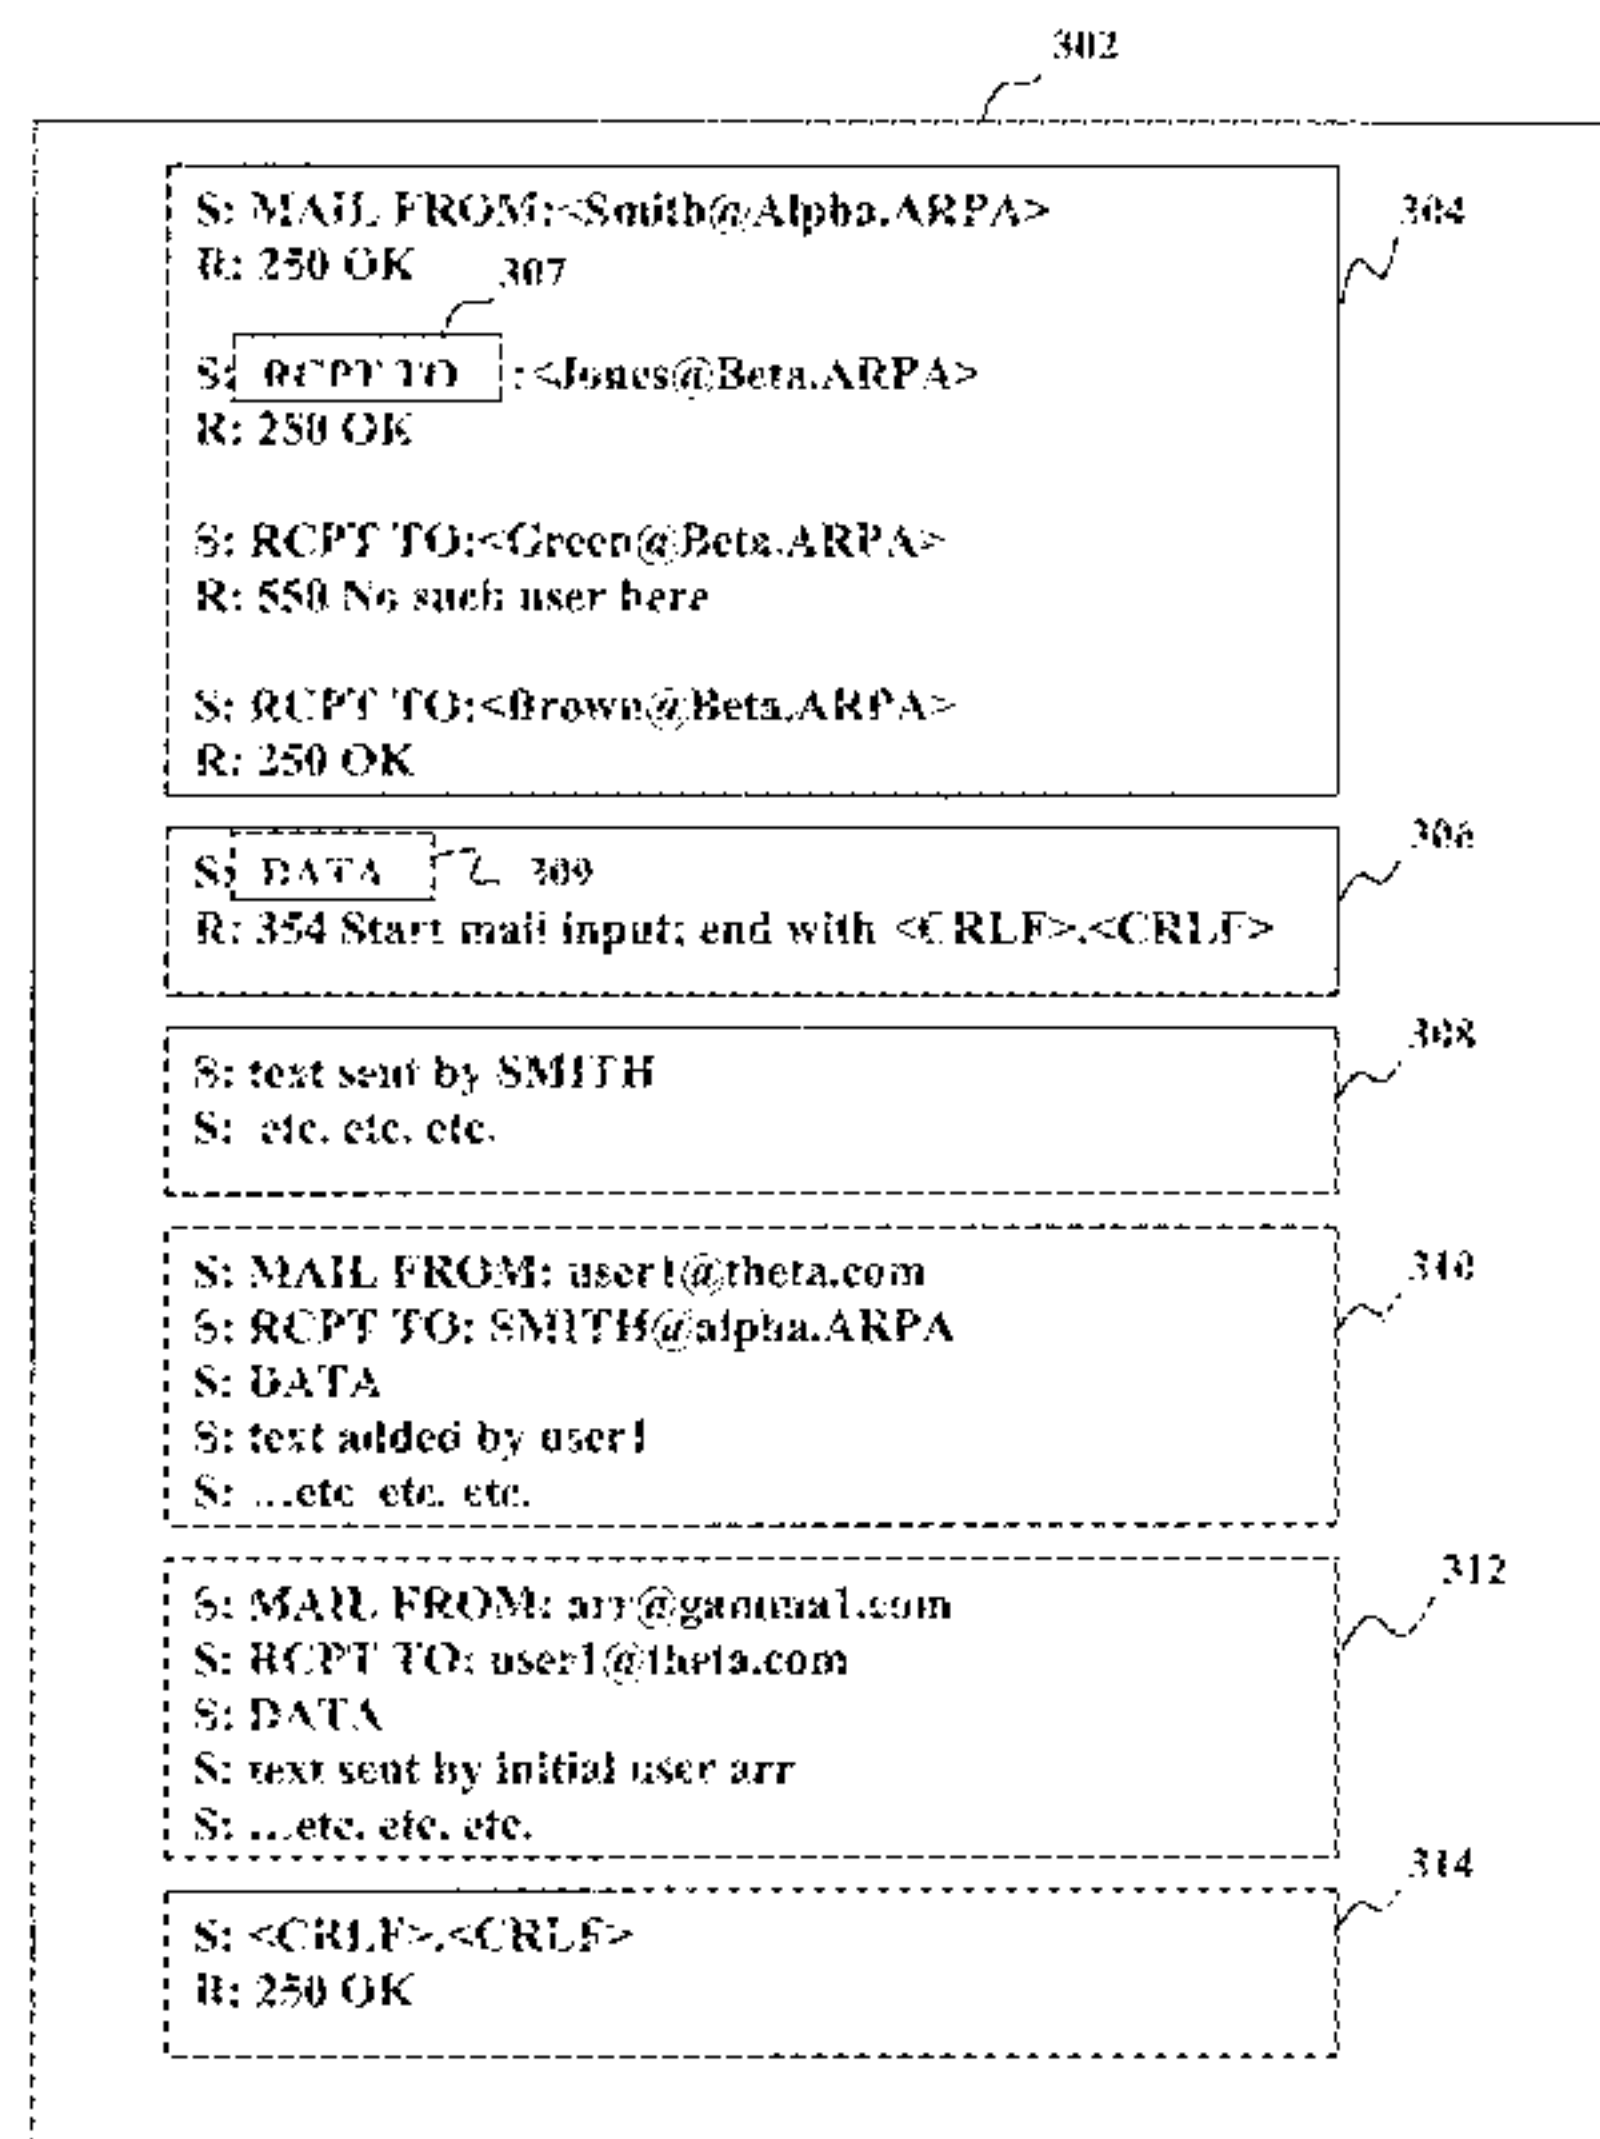 302
S: MAIL FROM:<Smith@Alpha.ARPA>
304
R: 250 OK
307
S: RCPT TO :<Jones@Beta.ARPA>
R: 250 OK
S: RCPT TO:<Green@Beta.ARPA>
R: 550 No such user here
S: RCPT TO:<Brown@Beta.ARPA>
R: 250 OK
306
S: DATA 309
R: 354 Start mail input; end with <CRLF>.<CRLF>
308
S: text sent by SMITH
S: etc. etc. etc.
310
S: MAIL FROM: user1@theta.com
S: RCPT TO: SMITH@alpha.ARPA
S: DATA
S: text added by user1
S: ...etc etc. etc.
312
S: MAIL FROM: arr@gamma1.com
S: RCPT TO: user1@theta.com
S: DATA
S: text sent by initial user arr
S: ...etc. etc. etc.
314
S: <CRLF>.<CRLF>
R: 250 OK